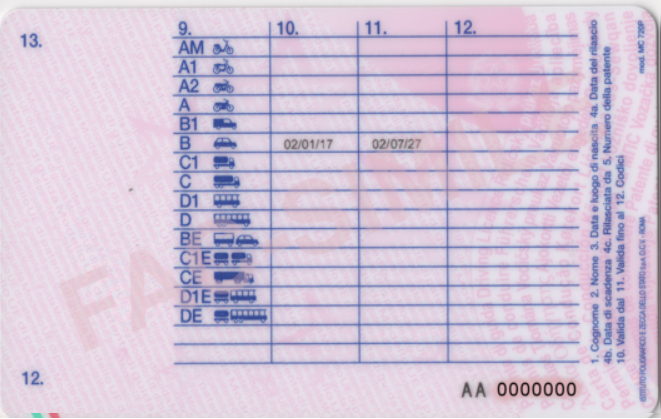 13.
9. 10. 11. 12.
AM
A1
A2
A
B1
B 02/01/17 02/07/27
C1
C
D1
D
BE
C1E
CE
D1E
DE
12.
AA 0000000
FAC SIMILE
1. Cognome 2. Nome 3. Data e luogo di nascita 4a. Data del rilascio
4b. Data di scadenza 4c. Rilasciata da 5. Numero della patente
10. Valida dal 11. Valida fino al 12. Codici
mod. MC 720P
ISTITUTO POLIGRAFICO E ZECCA DELLO STATO S.p.A. O.C.V. - ROMA